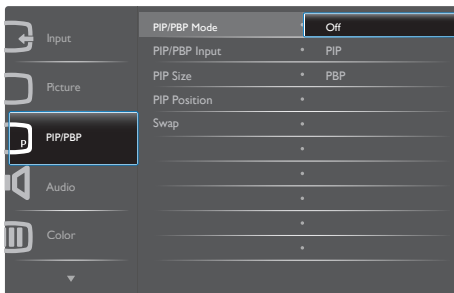 Input
Picture
P
PIP/PBP
Audio
Color
PIP/PBP Mode
PIP/PBP Input
PIP Size
PIP Position
Swap
Off
PIP
PBP